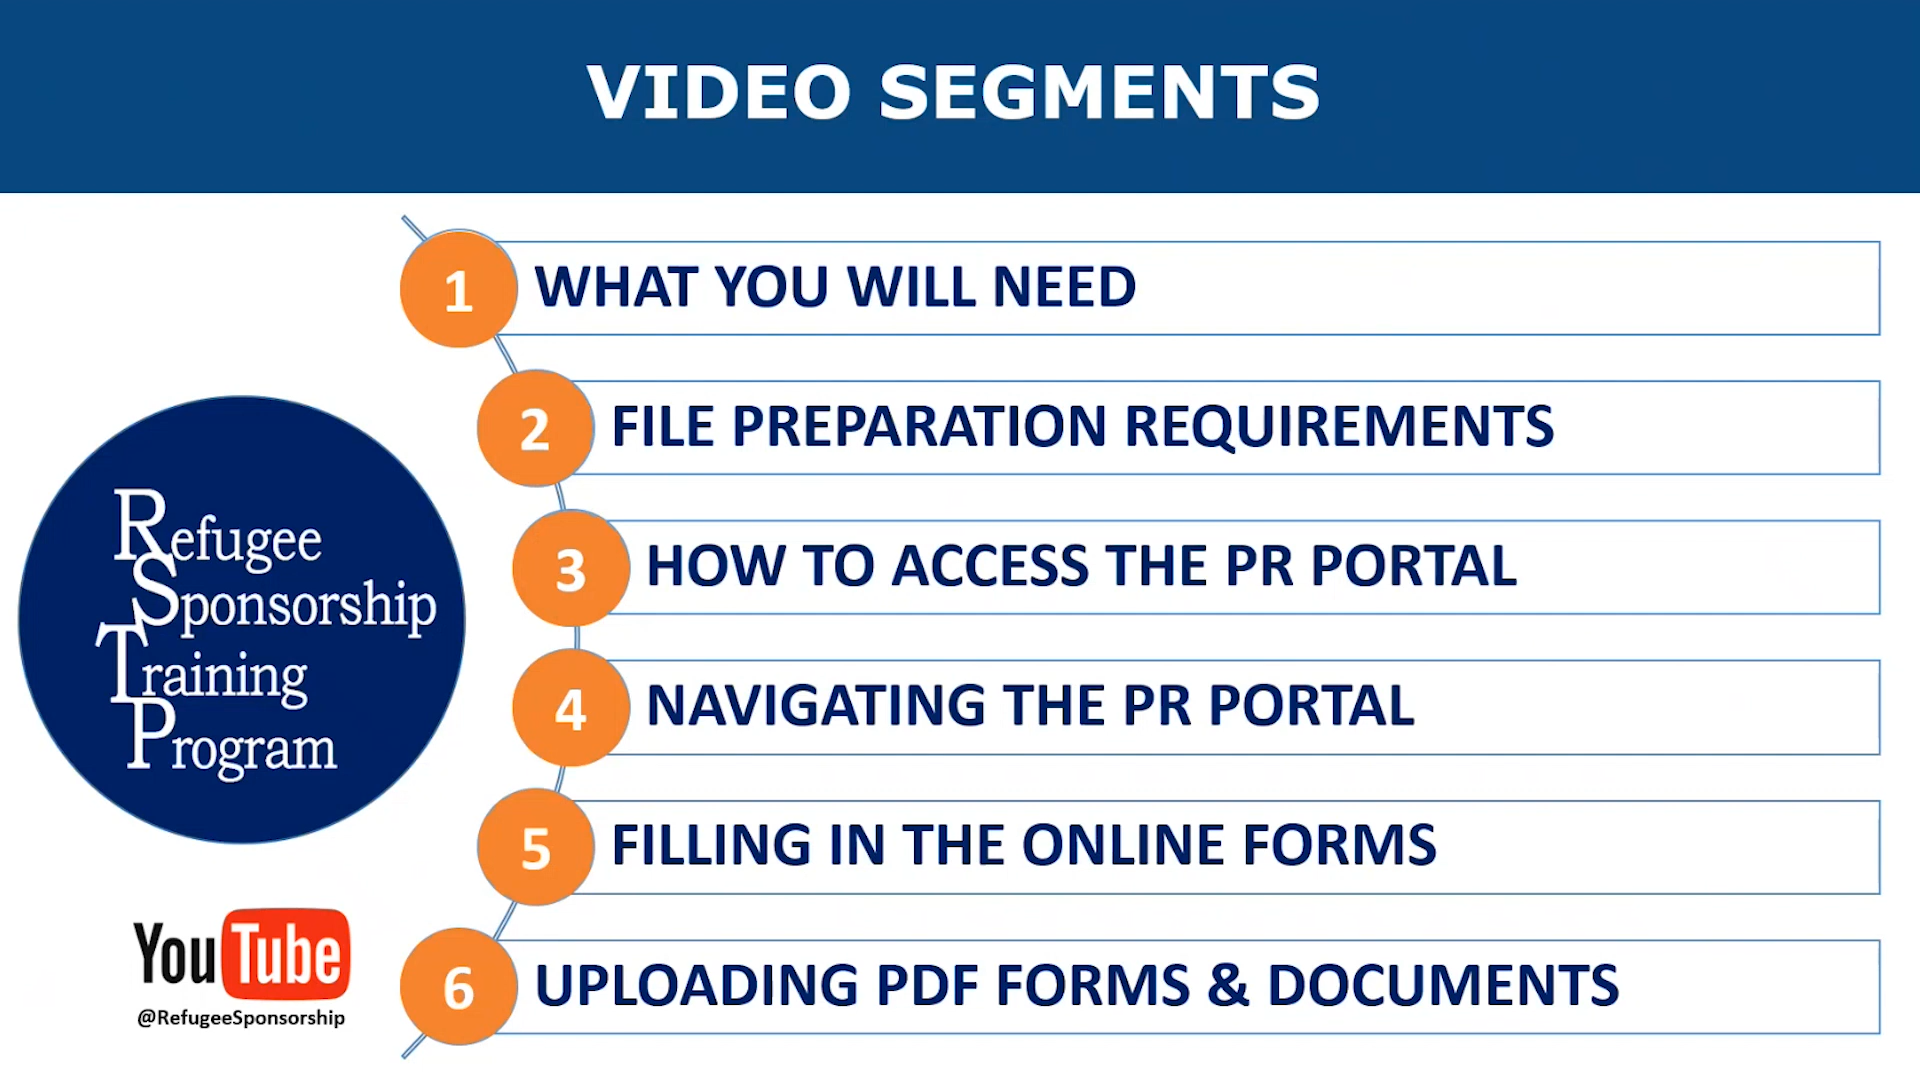 VIDEO SEGMENTS
1 WHAT YOU WILL NEED
2 FILE PREPARATION REQUIREMENTS
3 HOW TO ACCESS THE PR PORTAL
4 NAVIGATING THE PR PORTAL
5 FILLING IN THE ONLINE FORMS
6 UPLOADING PDF FORMS & DOCUMENTS
Refugee
Sponsorship
Training
Program
YouTube
@RefugeeSponsorship